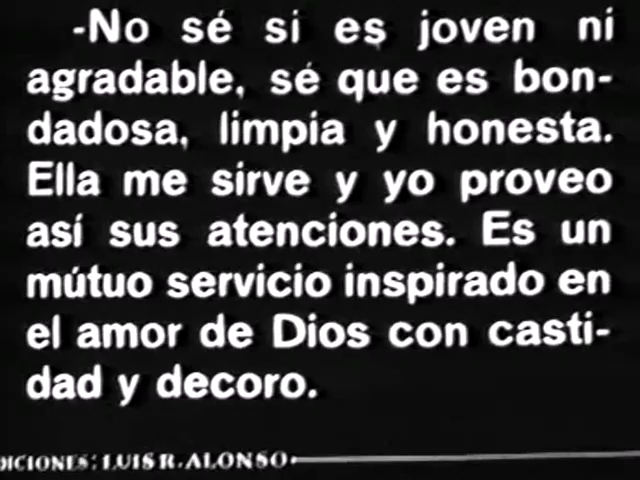 -No sé si es joven ni
agradable, sé que es bon-
dadosa, limpia y honesta.
Ella me sirve y yo proveo
así sus atenciones. Es un
mútuo servicio inspirado en
el amor de Dios con casti-
dad y decoro.
DICIONES: LUIS R. ALONSO